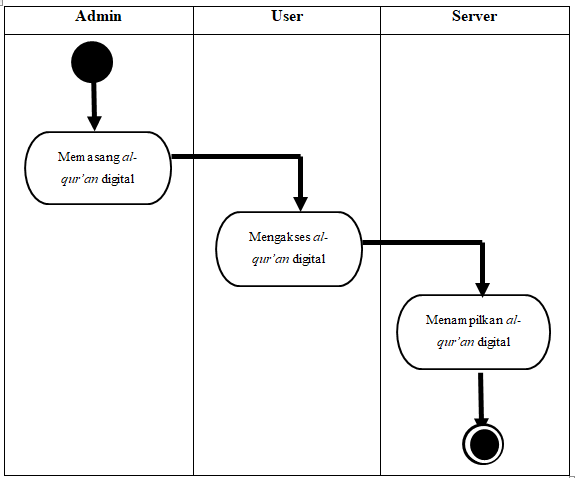 Admin
User
Server
Memasang al-
qur’an digital
Mengakses al-
qur’an digital
Menampilkan al-
qur’an digital